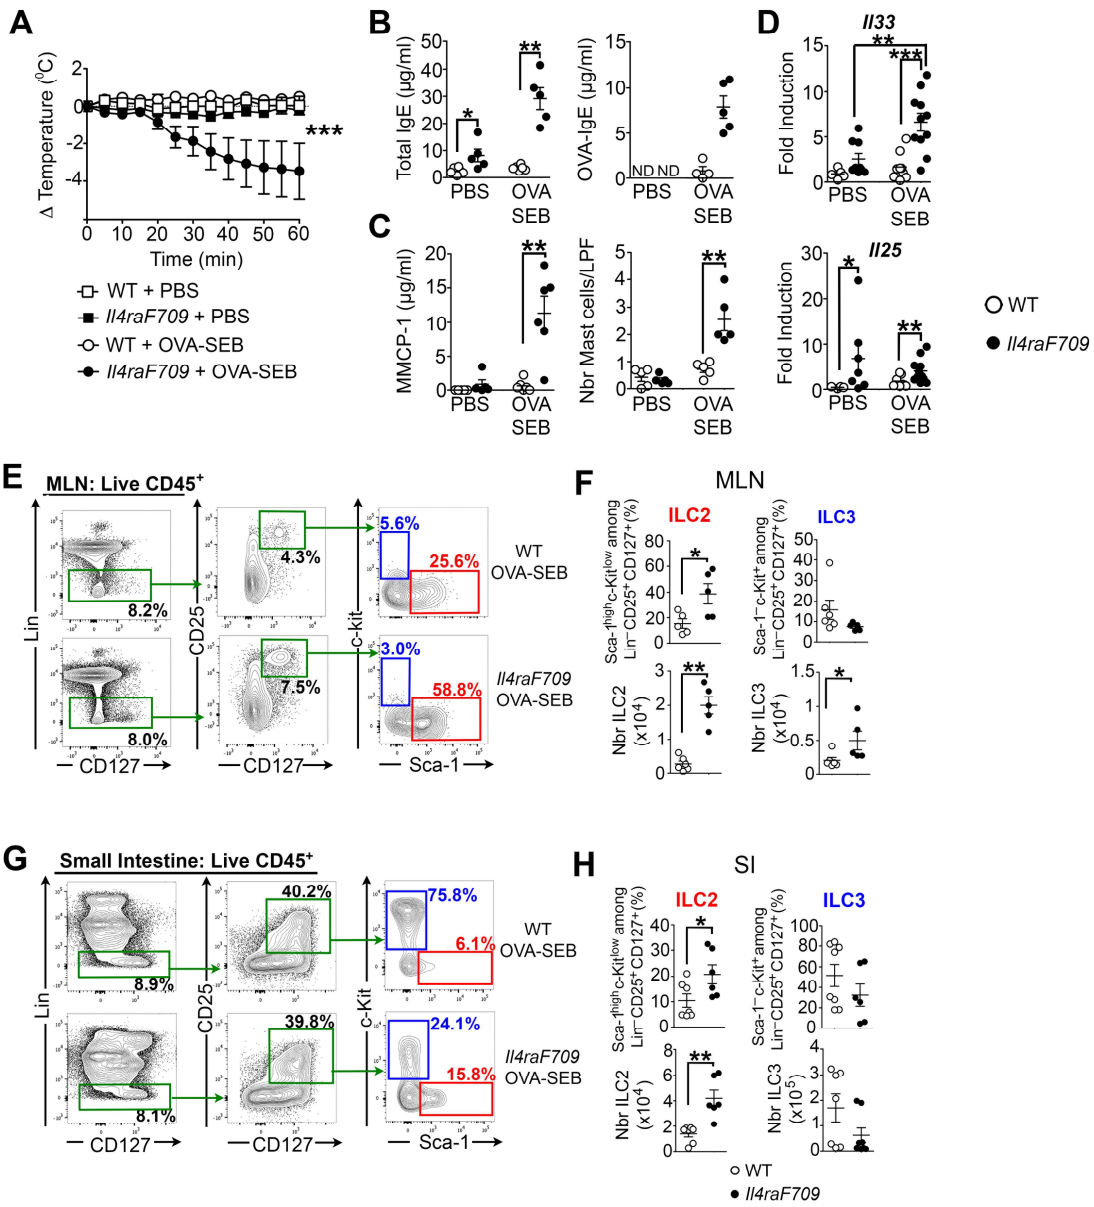 A
Δ Temperature (⁰C)
2
0
-2
-4
0 10 20 30 40 50 60
Time (min)
***
WT + PBS
Il4raF709 + PBS
WT + OVA-SEB
Il4raF709 + OVA-SEB
B
Total IgE (µg/ml)
50
40
30
20
10
0
*
**
PBS OVA
SEB
OVA-IgE (µg/ml)
15
10
5
0
ND ND
PBS OVA
SEB
C
MMCP-1 (µg/ml)
20
15
10
5
0
**
PBS OVA
SEB
Nbr Mast cells/LPF
5
4
3
2
1
0
**
PBS OVA
SEB
D
Il33
Fold Induction
15
10
5
0
**
***
PBS OVA
SEB
Il25
Fold Induction
30
20
10
0
*
**
PBS OVA
SEB
WT
Il4raF709
E
MLN: Live CD45⁺
Lin
CD25
c-kit
8.2%
4.3%
5.6%
25.6%
WT
OVA-SEB
8.0%
7.5%
3.0%
58.8%
Il4raF709
OVA-SEB
CD127
CD127
Sca-1
F
MLN
ILC2
Sca-1ʰⁱᵍʰc-Kitˡᵒʷ among
Lin⁻CD25⁺CD127⁺ (%)
80
60
40
20
0
*
ILC3
Sca-1⁻c-Kit⁺ among
Lin⁻CD25⁺CD127⁺ (%)
50
40
30
20
10
0
Nbr ILC2
(x10⁴)
3
2
1
0
**
Nbr ILC3
(x10⁴)
1.5
1
0.5
0
*
G
Small Intestine: Live CD45⁺
Lin
CD25
c-Kit
8.9%
40.2%
75.8%
6.1%
WT
OVA-SEB
8.1%
39.8%
24.1%
15.8%
Il4raF709
OVA-SEB
CD127
CD127
Sca-1
H
SI
ILC2
Sca-1ʰⁱᵍʰc-Kitˡᵒʷ among
Lin⁻CD25⁺CD127⁺ (%)
40
30
20
10
0
*
ILC3
Sca-1⁻c-Kit⁺ among
Lin⁻CD25⁺CD127⁺ (%)
100
80
60
40
20
0
Nbr ILC2
(x10⁴)
8
6
4
2
0
**
Nbr ILC3
(x10⁵)
4
3
2
1
0
WT
Il4raF709